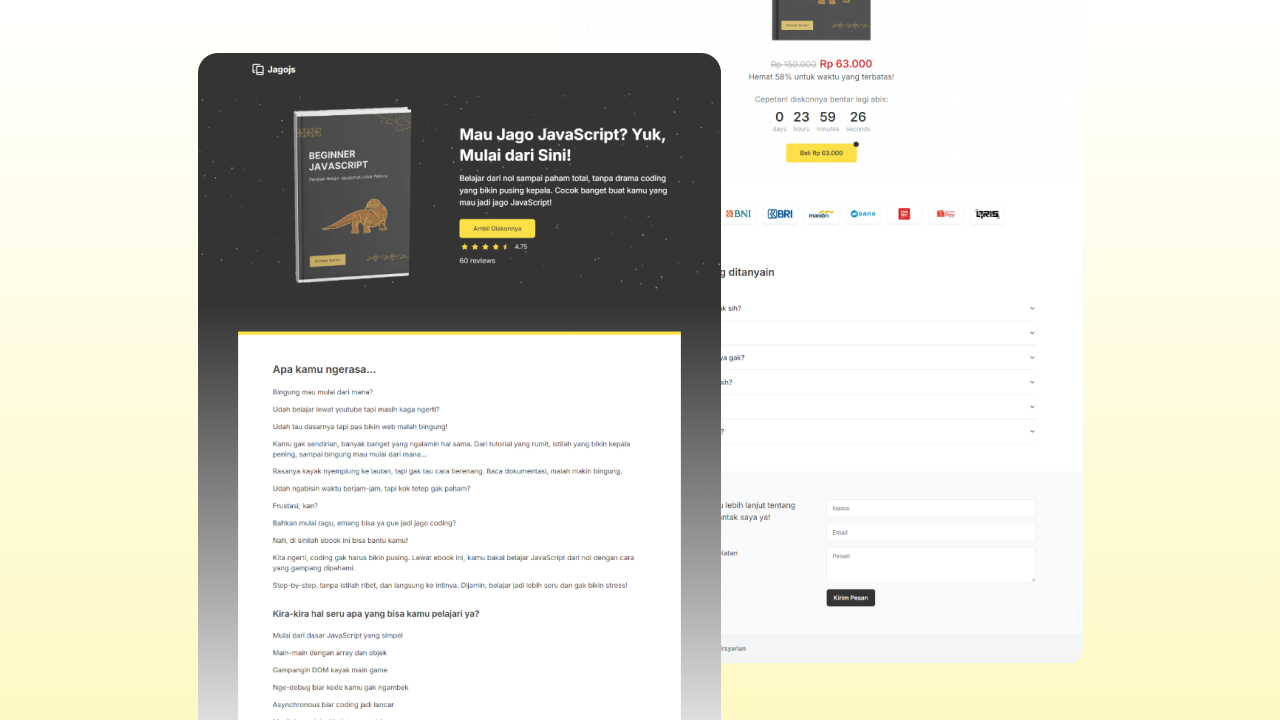 Jagojs
BEGINNER
JAVASCRIPT
Panduan Belajar JavaScript untuk Pemula
Mau Jago JavaScript? Yuk,
Mulai dari Sini!
Belajar dari nol sampai paham total, tanpa drama coding
yang bikin pusing kepala. Cocok banget buat kamu yang
mau jadi jago JavaScript!
Ambil Diskonnya
4.75
60 reviews
Apa kamu ngerasa...
Bingung mau mulai dari mana?
Udah belajar lewat youtube tapi masih kaga ngerti?
Udah tau dasarnya tapi pas bikin web malah bingung!
Kamu gak sendirian, banyak banget yang ngalamin hal sama. Dari tutorial yang rumit, istilah yang bikin kepala
pening, sampai bingung mau mulai dari mana...
Rasanya kayak nyemplung ke lautan, tapi gak tau cara berenang. Baca dokumentasi, malah makin bingung.
Udah ngabisin waktu berjam-jam, tapi kok tetep gak paham?
Frustasi, kan?
Bahkan mulai ragu, emang bisa ya gue jadi jago coding?
Nah, di sinilah ebook ini bisa bantu kamu!
Kita ngerti, coding gak harus bikin pusing. Lewat ebook ini, kamu bakal belajar JavaScript dari nol dengan cara
yang gampang dipahami.
Step-by-step, tanpa istilah ribet, dan langsung ke intinya. Dijamin, belajar jadi lebih seru dan gak bikin stress!
Kira-kira hal seru apa yang bisa kamu pelajari ya?
Mulai dari dasar JavaScript yang simpel
Main-main dengan array dan objek
Gampangin DOM kayak main game
Nge-debug biar kode kamu gak ngambek
Asynchronous biar coding jadi lancar
Rp 150.000 Rp 63.000
Hemat 58% untuk waktu yang terbatas!
Cepetan! diskonnya bentar lagi abis:
0 23 59 26
days hours minutes seconds
Beli Rp 63.000
BNI BRI mandiri DANA Pay QRIS
g ditanyain
k sih?
ya gak?
sih?
?
u lebih lanjut tentang
ntak saya ya!
elatan
Nama
Email
Pesan
Kirim Pesan
rsyarian